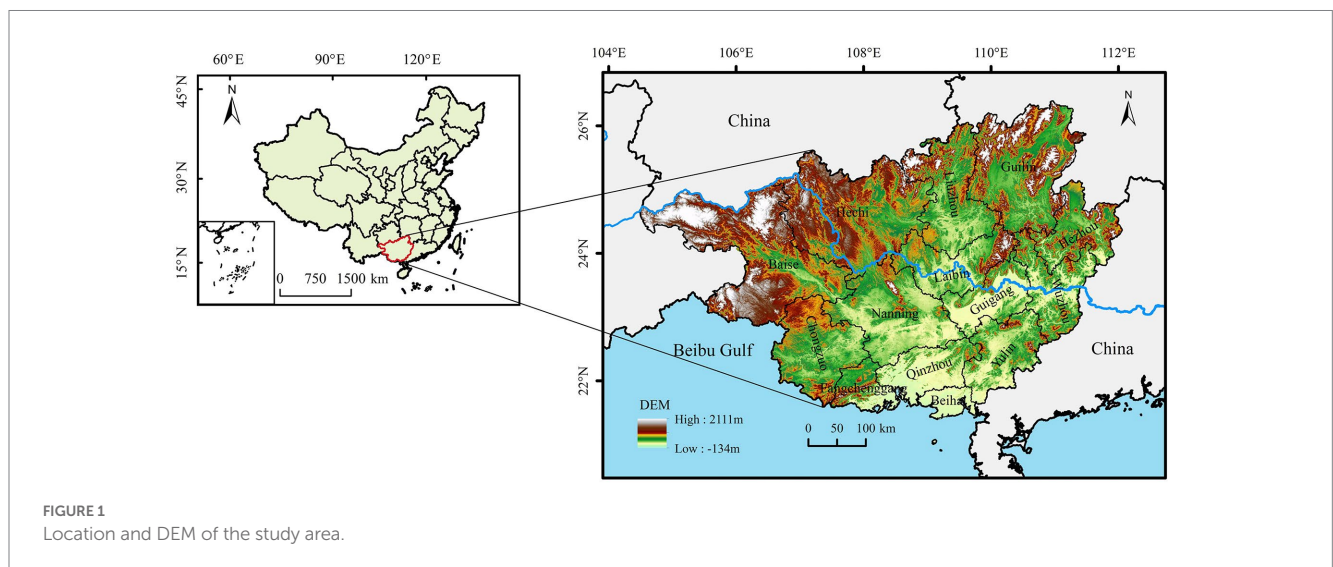 60°E 90°E 120°E
45°N
30°N
15°N
N
0 750 1500 km
104°E 106°E 108°E 110°E 112°E
26°N
24°N
22°N
N
China
Guilin
Liuzhou
Hechi
Hezhou
Baise
Laibin
Wuzhou
Guigang
Nanning
Chongzuo
Beibu Gulf
China
Yulin
Qinzhou
Fangchenggang
Beihai
DEM
High : 2111m
Low : -134m
0 50 100 km
FIGURE 1
Location and DEM of the study area.